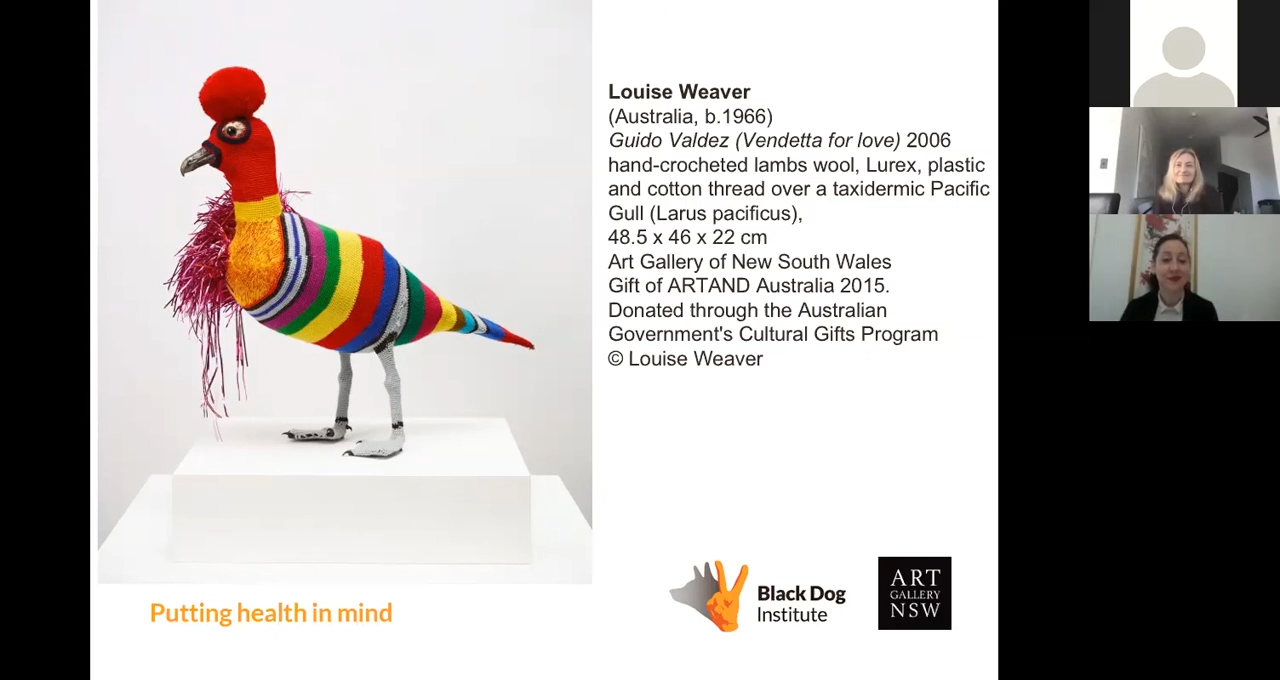 Louise Weaver
(Australia, b.1966)
Guido Valdez (Vendetta for love) 2006
hand-crocheted lambs wool, Lurex, plastic
and cotton thread over a taxidermic Pacific
Gull (Larus pacificus),
48.5 x 46 x 22 cm
Art Gallery of New South Wales
Gift of ARTAND Australia 2015.
Donated through the Australian
Government's Cultural Gifts Program
© Louise Weaver
Putting health in mind
Black Dog
Institute
ART
GALLERY
NSW